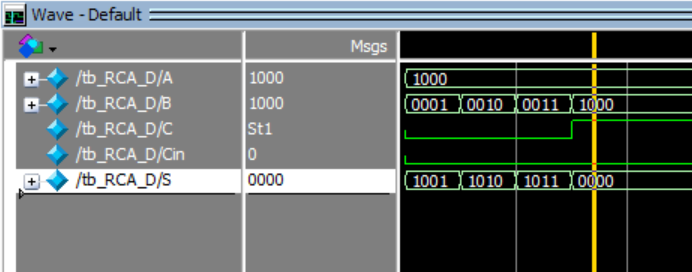 Wave - Default
Msgs
/tb_RCA_D/A 1000 1000
/tb_RCA_D/B 1000 0001 0010 0011 1000
/tb_RCA_D/C St1
/tb_RCA_D/Cin 0
/tb_RCA_D/S 0000 1001 1010 1011 0000